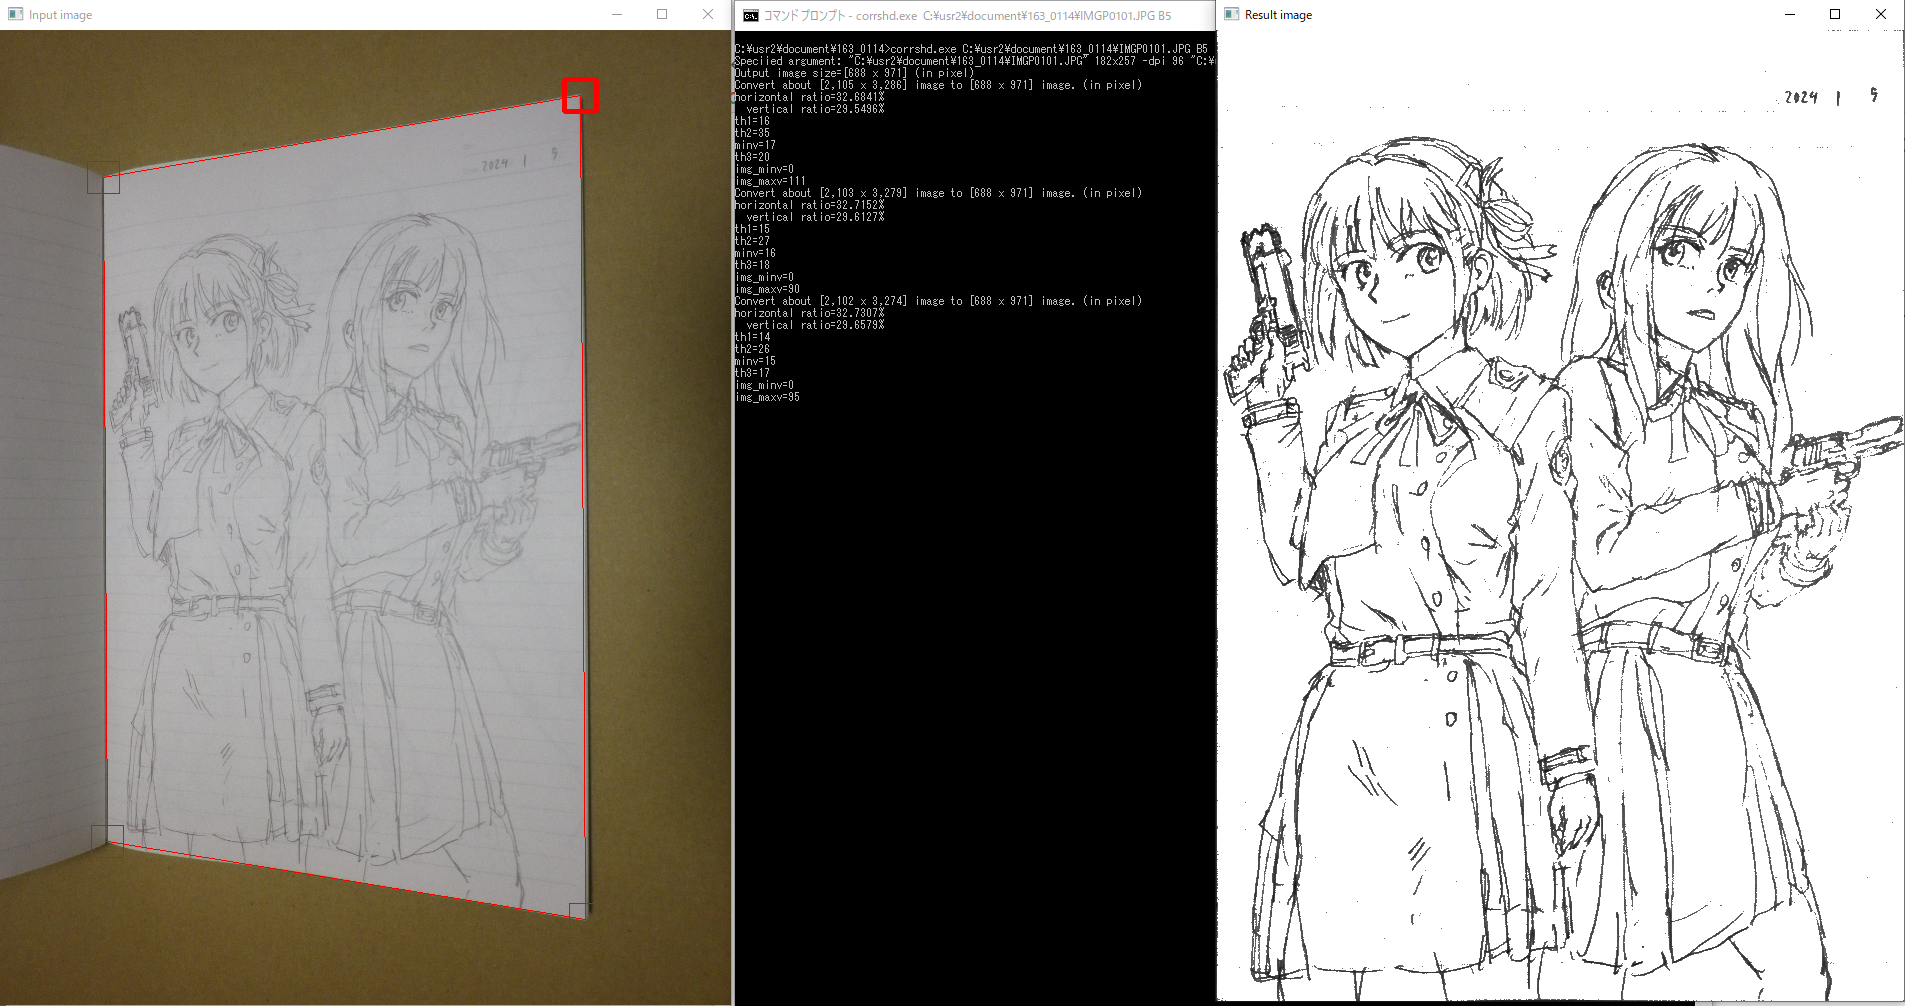 Input image
2024 1 5
コマンド プロンプト - corrshd.exe C:¥usr2¥document¥163_0114¥IMGP0101.JPG B5
C:¥usr2¥document¥163_0114>corrshd.exe C:¥usr2¥document¥163_0114¥IMGP0101.JPG B5
Speciied argument: "C:¥usr2¥document¥163_0114¥IMGP0101.JPG" 182x257 -dpi 96 "C:¥
Output image size=[688 x 971] (in pixel)
Convert about [2,105 x 3,286] image to [688 x 971] image. (in pixel)
horizontal ratio=32.6841%
  vertical ratio=29.5496%
th1=16
th2=35
minv=17
th3=20
img_minv=0
img_maxv=111
Convert about [2,103 x 3,279] image to [688 x 971] image. (in pixel)
horizontal ratio=32.7152%
  vertical ratio=29.6127%
th1=15
th2=27
minv=16
th3=18
img_minv=0
img_maxv=90
Convert about [2,102 x 3,274] image to [688 x 971] image. (in pixel)
horizontal ratio=32.7307%
  vertical ratio=29.6579%
th1=14
th2=26
minv=15
th3=17
img_minv=0
img_maxv=95
Result image
2024 1 5